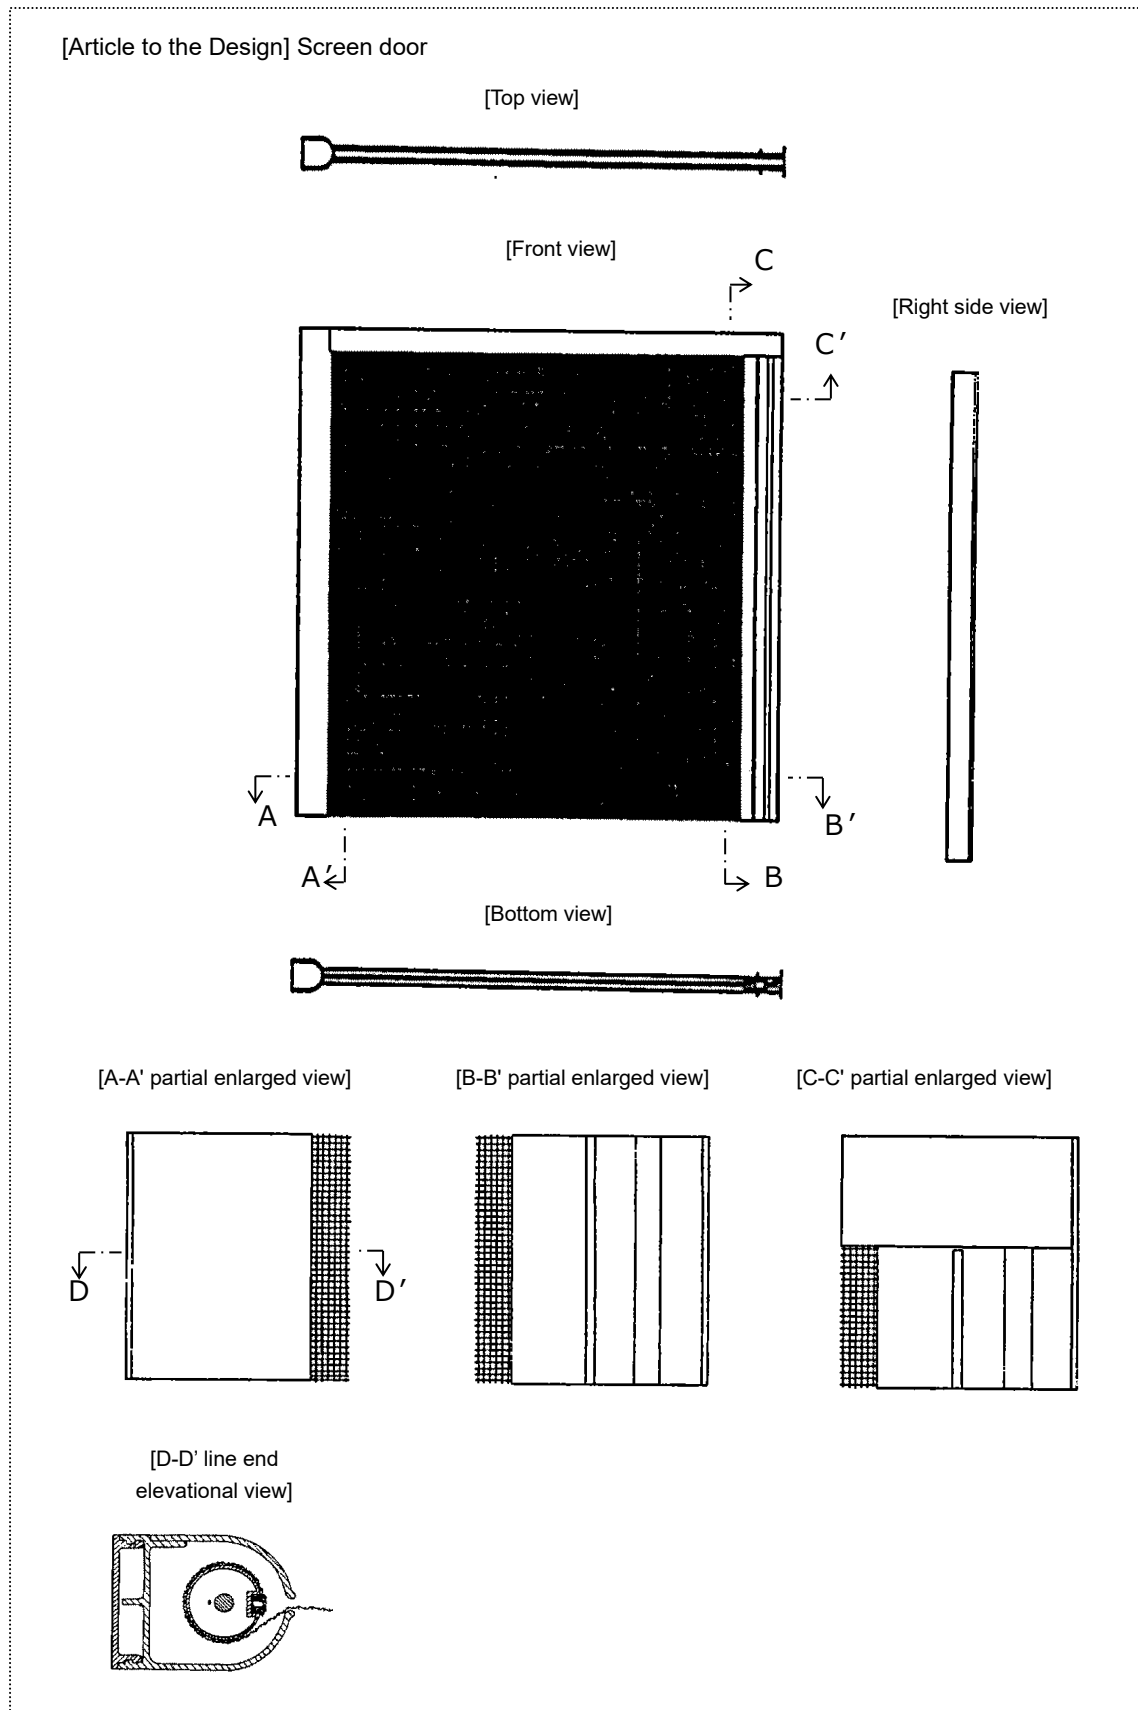 [Article to the Design] Screen door
[Top view]
[Front view]
C
[Right side view]
C′
A
B′
A′
B
[Bottom view]
[A-A' partial enlarged view]
[B-B' partial enlarged view]
[C-C' partial enlarged view]
D
D′
[D-D’ line end
elevational view]